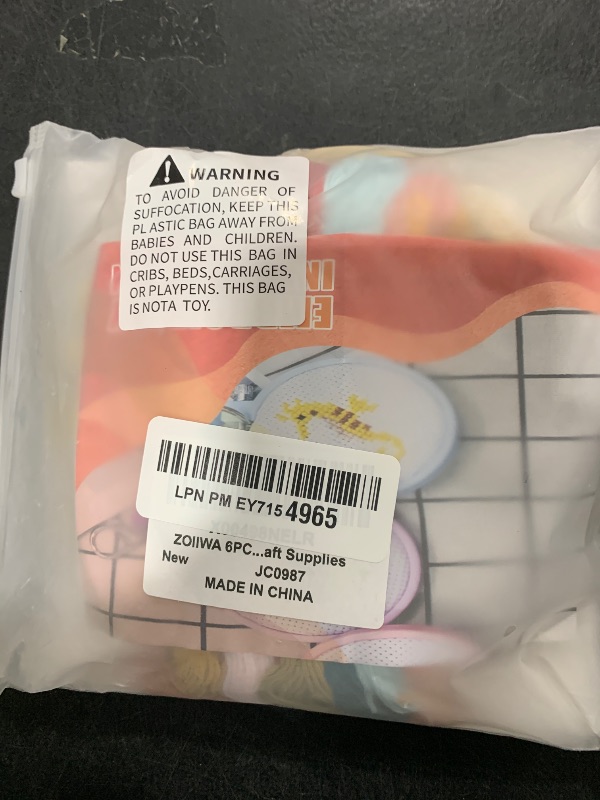 WARNING
TO AVOID DANGER OF
SUFFOCATION, KEEP THIS
PLASTIC BAG AWAY FROM
BABIES AND CHILDREN.
DO NOT USE THIS BAG IN
CRIBS, BEDS,CARRIAGES,
OR PLAYPENS. THIS BAG
IS NOTA TOY.
LPN PM EY715 4965
ZOIIWA 6PC...aft Supplies
New
JC0987
MADE IN CHINA